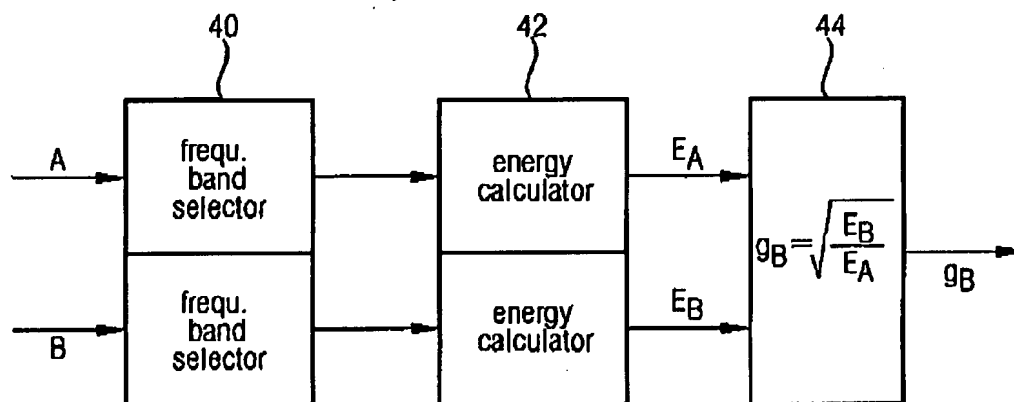 40
42
44
A
frequ.
band
selector
energy
calculator
E_A
g_B=√(E_B/E_A)
g_B
B
frequ.
band
selector
energy
calculator
E_B